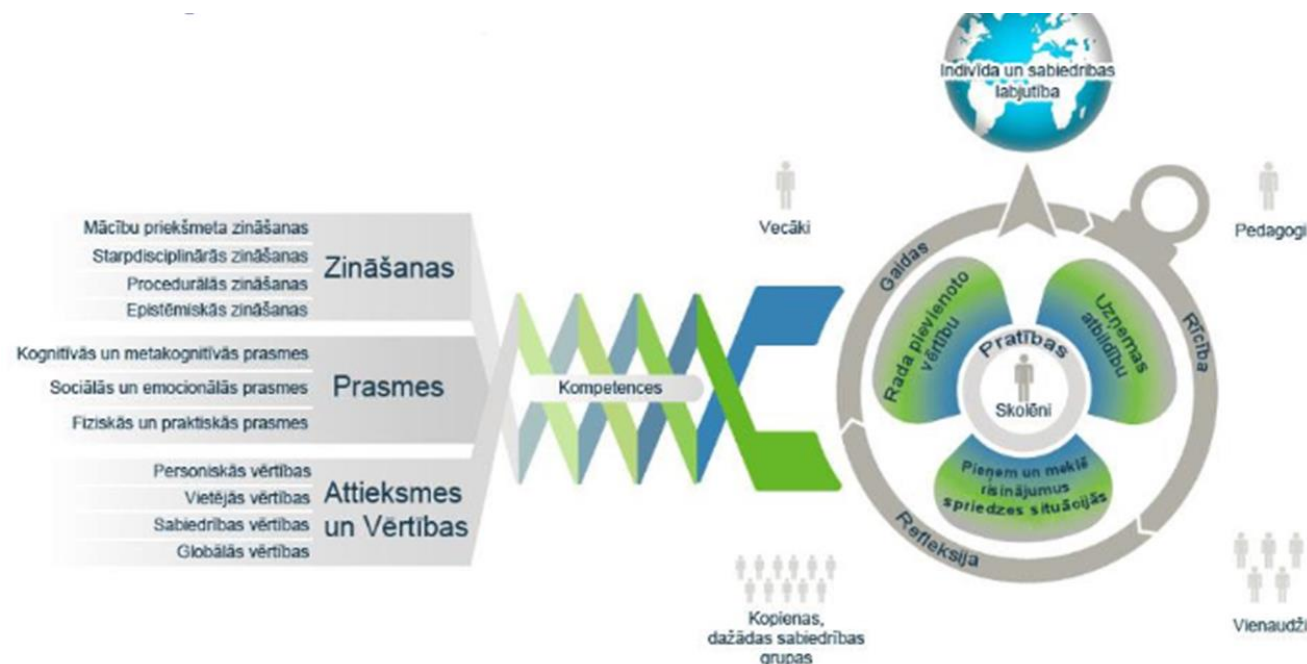 Indivīda un sabiedrības
labjutība
Vecāki
Pedagogi
Mācību priekšmeta zināšanas
Starpdisciplinārās zināšanas
Procedurālās zināšanas
Epistēmiskās zināšanas
Zināšanas
Kognitīvās un metakognitīvās prasmes
Sociālās un emocionālās prasmes
Fiziskās un praktiskās prasmes
Prasmes
Personiskās vērtības
Vietējās vērtības
Sabiedrības vērtības
Globālās vērtības
Attieksmes
un Vērtības
Kompetences
Gaidas
Rīcība
Refleksija
Rada pievienoto
vērtību
Uzņemas
atbildību
Pratības
Skolēni
Pieņem un meklē
risinājumus
spriedzes situācijās
Kopienas,
dažādas sabiedrības
grupas
Vienaudži